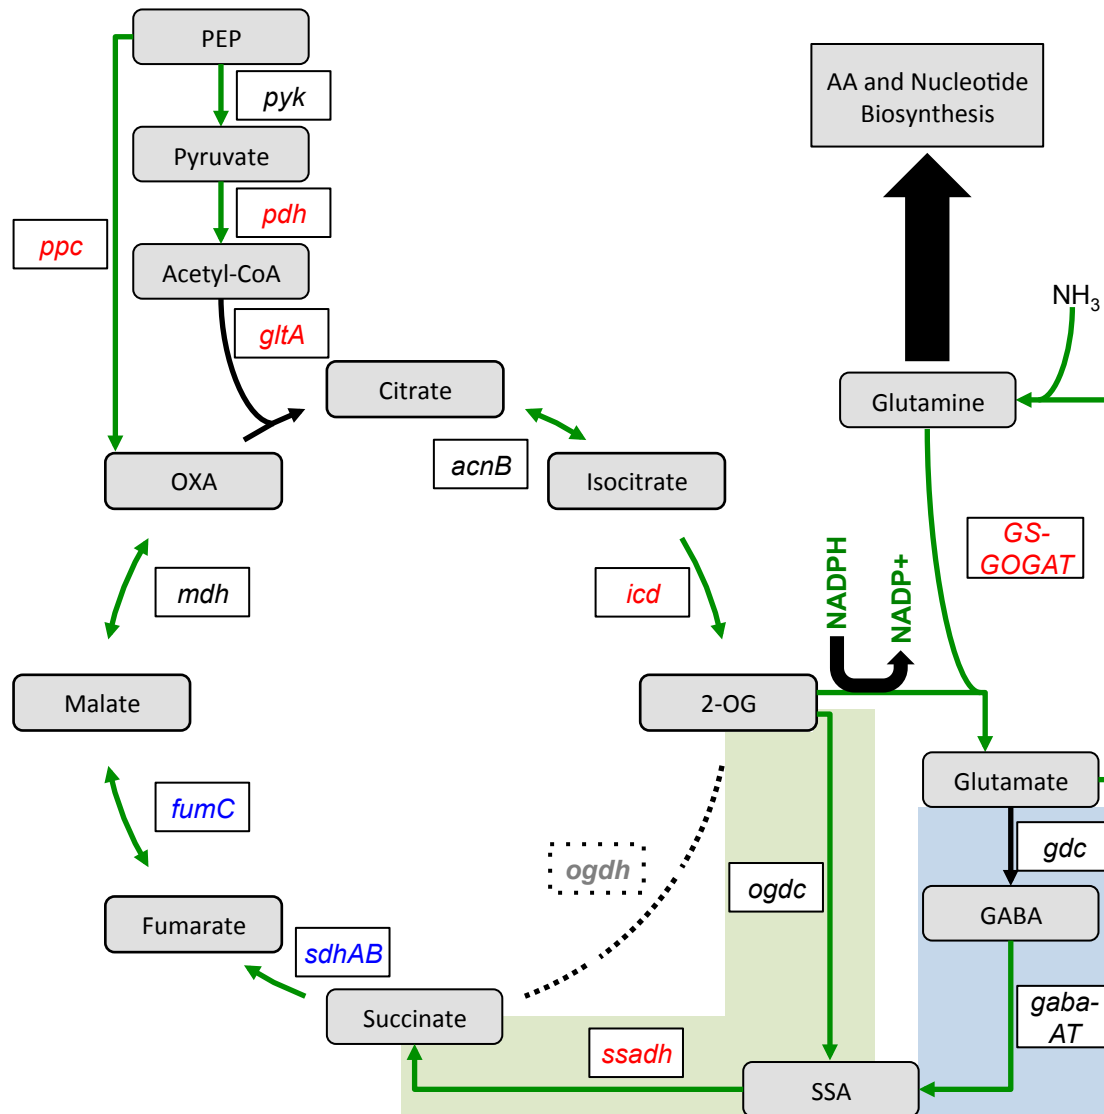 PEP
pyk
AA and Nucleotide
Biosynthesis
Pyruvate
pdh
ppc
Acetyl-CoA
NH3
gltA
Citrate
Glutamine
acnB
OXA
Isocitrate
GS-
GOGAT
mdh
icd
NADPH
NADP+
Malate
2-OG
Glutamate
fumC
gdc
ogdh
ogdc
Fumarate
GABA
sdhAB
gaba-
AT
Succinate
ssadh
SSA